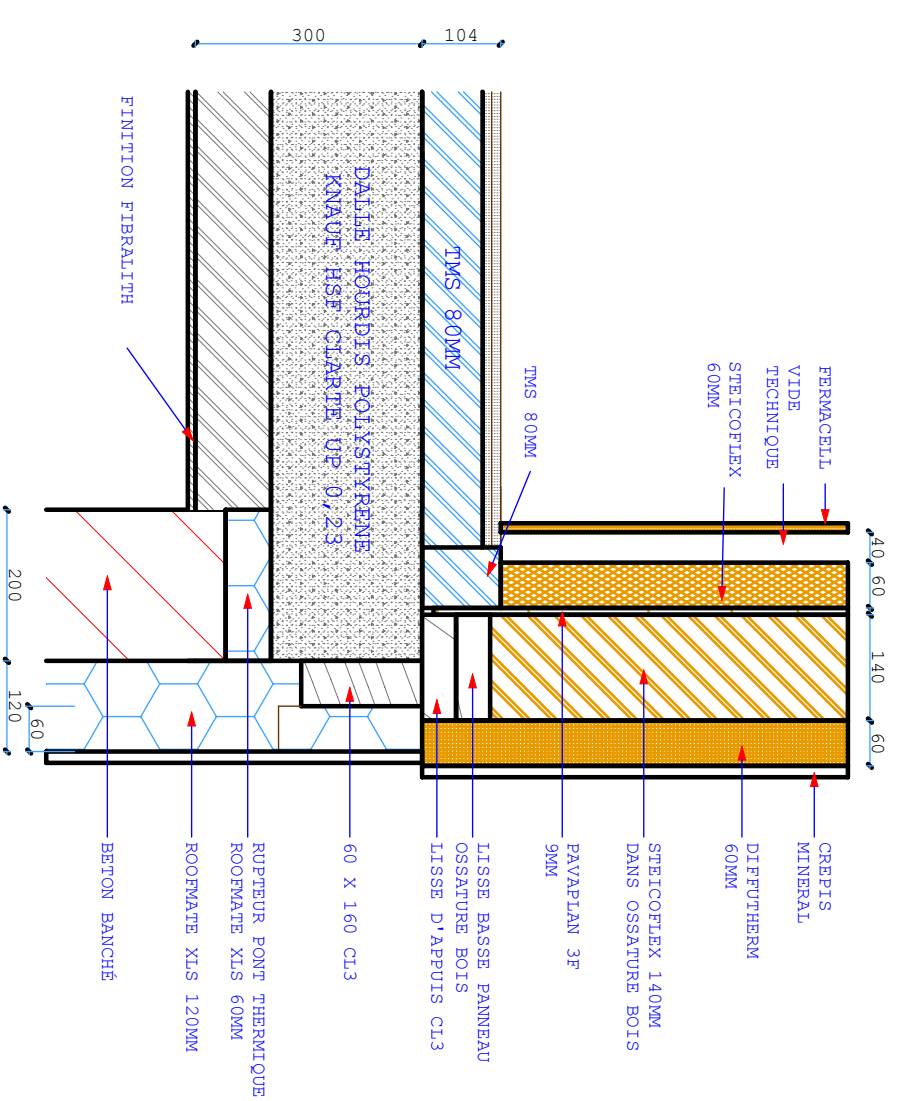 300
104
FINITION FIBRALITH
DALLE HOURDIS POLYSTYRENE
KNAUF HSF CLARTE UP 0,23
TMS 80MM
TMS 80MM
STEICOFLEX
60MM
VIDE
TECHNIQUE
FERMACELL
40
60
140
60
200
120
60
BETON BANCHÉ
ROOFMATE XLS 120MM
RUPTEUR PONT THERMIQUE
ROOFMATE XLS 60MM
60 X 160 CL3
LISSE D'APPUIS CL3
LISSE BASSE PANNEAU
OSSATURE BOIS
PAVAPLAN 3F
9MM
STEICOFLEX 140MM
DANS OSSATURE BOIS
DIFFUTHERM
60MM
CREPIS
MINERAL